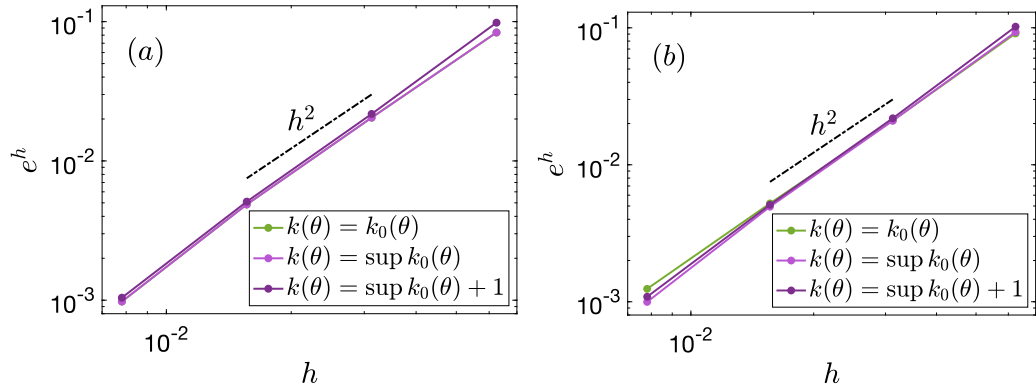 (a)
10^{-1}
10^{-2}
10^{-3}
e^h
h^2
k(θ) = k_0(θ)
k(θ) = sup k_0(θ)
k(θ) = sup k_0(θ) + 1
10^{-2}
h
(b)
10^{-1}
10^{-2}
10^{-3}
e^h
h^2
k(θ) = k_0(θ)
k(θ) = sup k_0(θ)
k(θ) = sup k_0(θ) + 1
10^{-2}
h